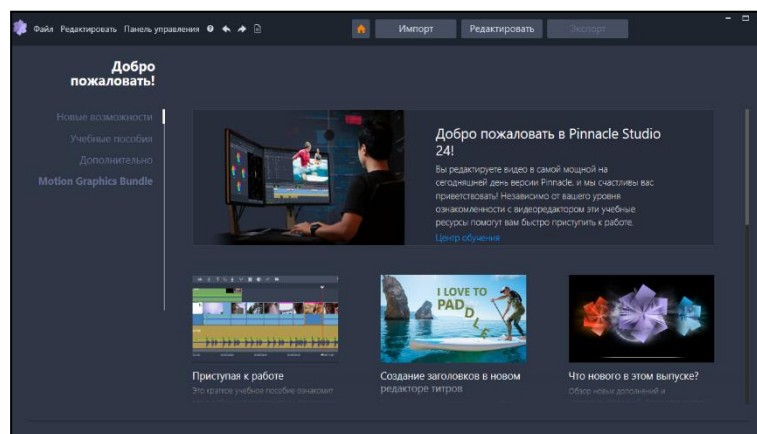 Файл Редактировать Панель управления
Импорт
Редактировать
Экспорт
Добро
пожаловать!
Новые возможности
Учебные пособия
Дополнительно
Motion Graphics Bundle
Добро пожаловать в Pinnacle Studio
24!
Вы редактируете видео в самой мощной на
сегодняшней день версии Pinnacle, и мы счастливы вас
приветствовать! Независимо от вашего уровня
ознакомленности с видеоредактором эти учебные
ресурсы помогут вам быстро приступить к работе.
Центр обучения
I LOVE TO
PADDLE
Приступая к работе
Это краткое учебное пособие ознакомит
Создание заголовков в новом
редакторе титров
Что нового в этом выпуске?
Обзор новых дополнений и